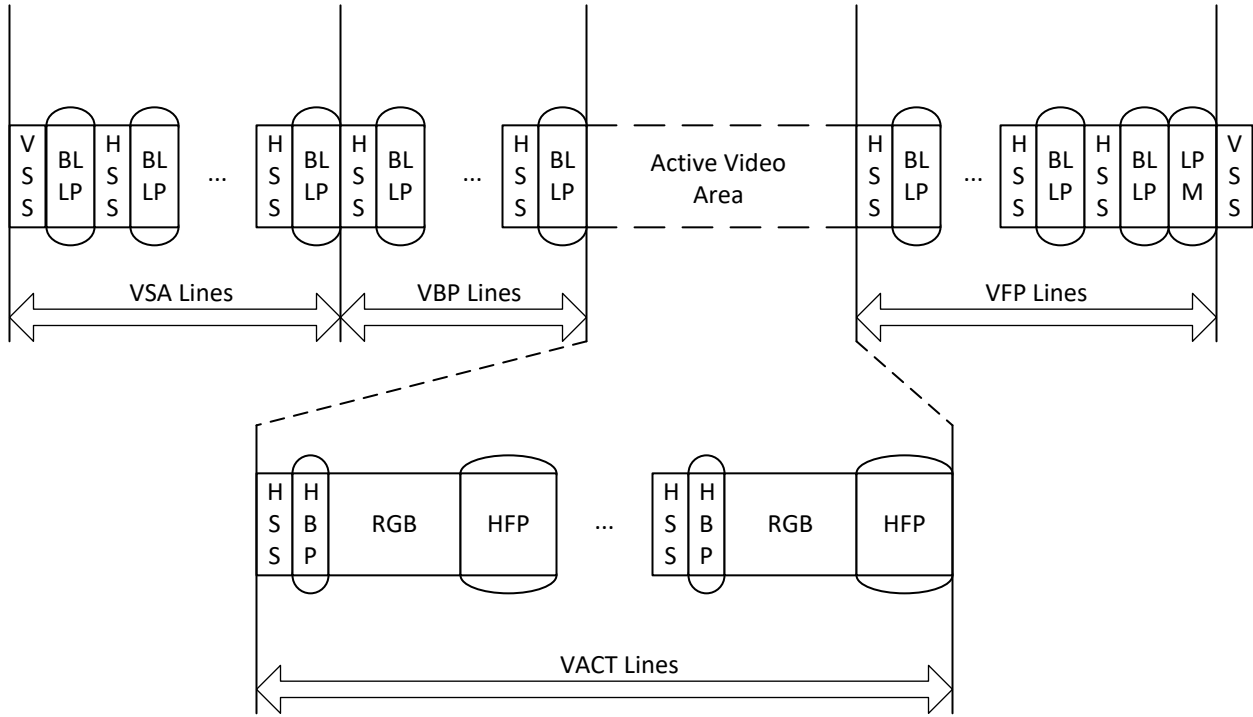 V
S
S
BL
LP
H
S
S
BL
LP
...
H
S
S
BL
LP
H
S
S
BL
LP
...
H
S
S
BL
LP
Active Video
Area
H
S
S
BL
LP
...
H
S
S
BL
LP
H
S
S
BL
LP
LP
M
V
S
S
VSA Lines
VBP Lines
VFP Lines
H
S
S
H
B
P
RGB
HFP
...
H
S
S
H
B
P
RGB
HFP
VACT Lines